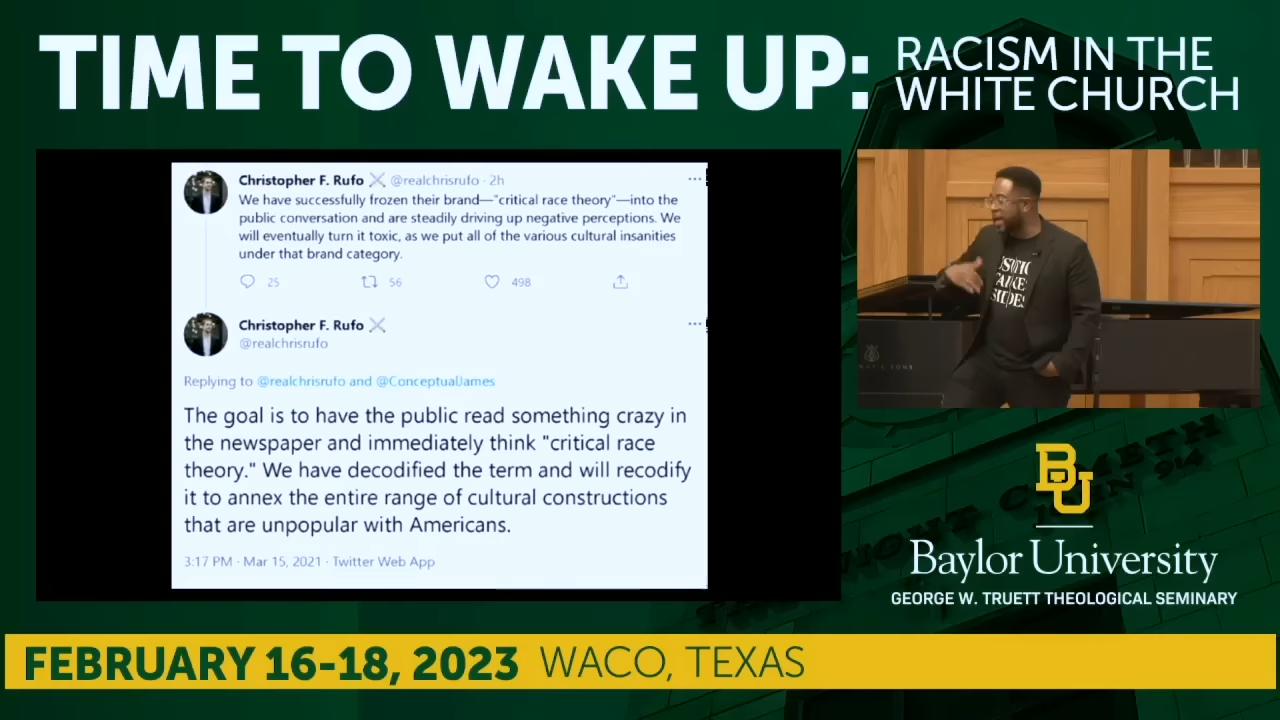 TIME TO WAKE UP:
RACISM IN THE
WHITE CHURCH
Christopher F. Rufo @realchrisrufo · 2h
We have successfully frozen their brand—"critical race theory"—into the
public conversation and are steadily driving up negative perceptions. We
will eventually turn it toxic, as we put all of the various cultural insanities
under that brand category.
25 56 498
Christopher F. Rufo
@realchrisrufo
Replying to @realchrisrufo and @ConceptualJames
The goal is to have the public read something crazy in
the newspaper and immediately think "critical race
theory." We have decodified the term and will recodify
it to annex the entire range of cultural constructions
that are unpopular with Americans.
3:17 PM · Mar 15, 2021 · Twitter Web App
BU
Baylor University
GEORGE W. TRUETT THEOLOGICAL SEMINARY
FEBRUARY 16-18, 2023 WACO, TEXAS